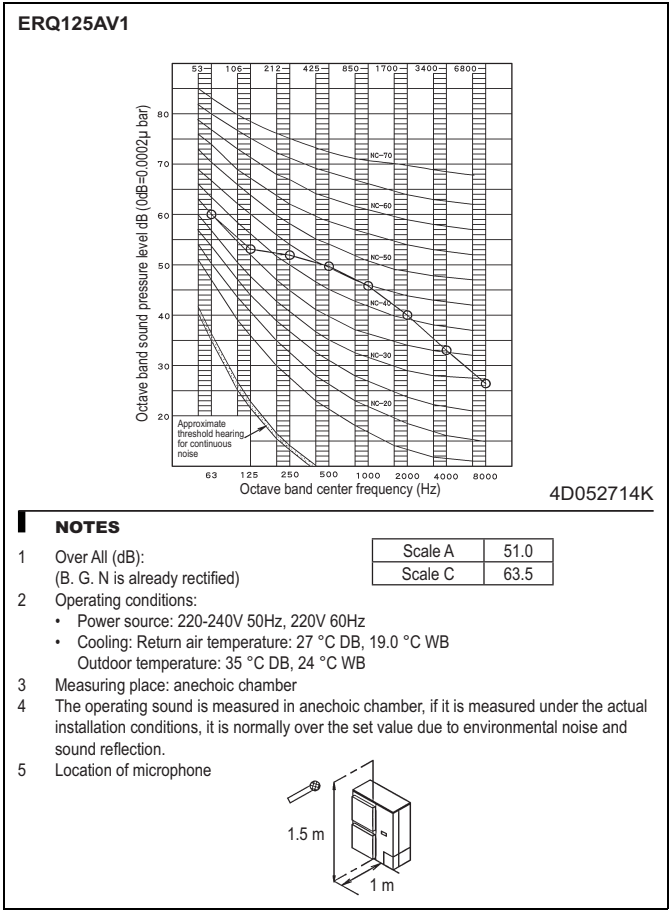 ERQ125AV1
53 106 212 425 850 1700 3400 6800
Octave band sound pressure level dB (0dB=0.0002μ bar)
80
70
60
50
40
30
20
NC-70
NC-60
NC-50
NC-40
NC-30
NC-20
Approximate
threshold hearing
for continuous
noise
63 125 250 500 1000 2000 4000 8000
Octave band center frequency (Hz)
4D052714K
NOTES
1 Over All (dB):
(B. G. N is already rectified)
Scale A 51.0
Scale C 63.5
2 Operating conditions:
• Power source: 220-240V 50Hz, 220V 60Hz
• Cooling: Return air temperature: 27 °C DB, 19.0 °C WB
Outdoor temperature: 35 °C DB, 24 °C WB
3 Measuring place: anechoic chamber
4 The operating sound is measured in anechoic chamber, if it is measured under the actual
installation conditions, it is normally over the set value due to environmental noise and
sound reflection.
5 Location of microphone
1.5 m
1 m